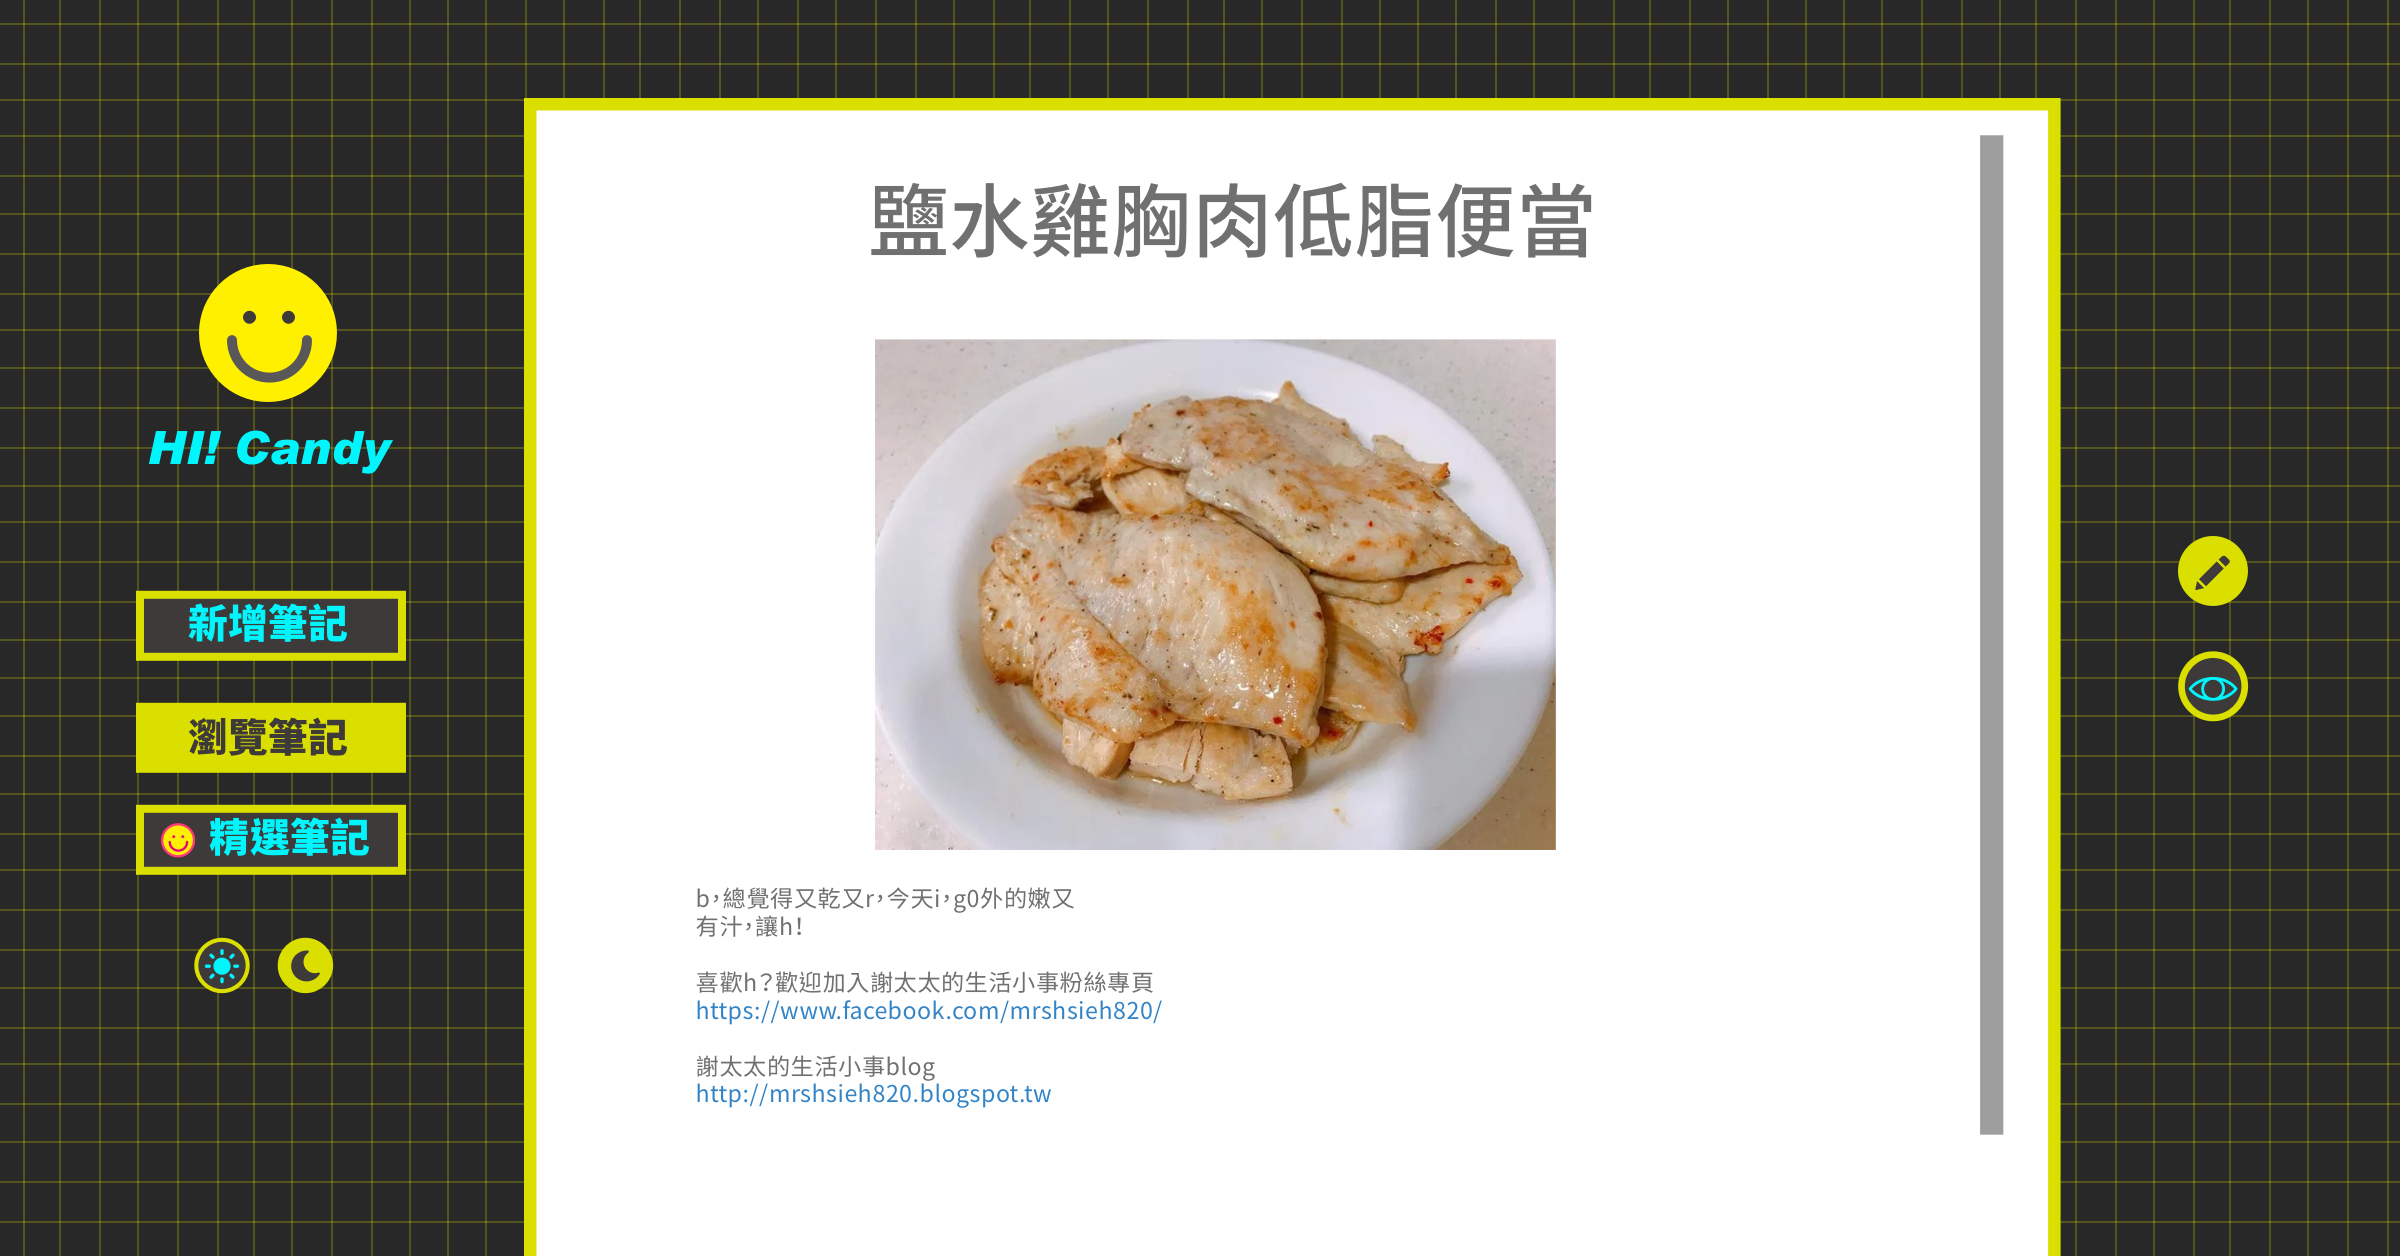 HI! Candy
新增筆記
瀏覽筆記
精選筆記
鹽水雞胸肉低脂便當
b，總覺得又乾又r，今天i，g0外的嫩又
有汁，讓h！
喜歡h？歡迎加入謝太太的生活小事粉絲專頁
https://www.facebook.com/mrshsieh820/
謝太太的生活小事blog
http://mrshsieh820.blogspot.tw